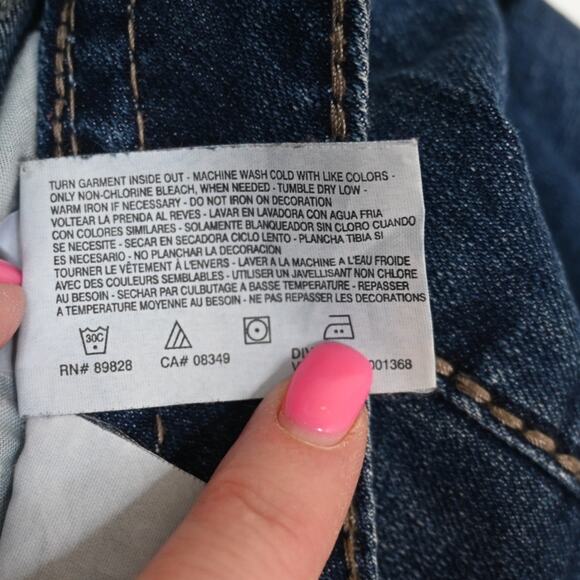 TURN GARMENT INSIDE OUT - MACHINE WASH COLD WITH LIKE COLORS -
ONLY NON-CHLORINE BLEACH, WHEN NEEDED - TUMBLE DRY LOW -
WARM IRON IF NECESSARY - DO NOT IRON ON DECORATION
VOLTEAR LA PRENDA AL REVES - LAVAR EN LAVADORA CON AGUA FRIA
CON COLORES SIMILARES - SOLAMENTE BLANQUEADOR SIN CLORO CUANDO
SE NECESITE - SECAR EN SECADORA CICLO LENTO - PLANCHA TIBIA SI
ES NECESARIO - NO PLANCHAR LA DECORACION
TOURNER LE VÊTEMENT À L'ENVERS - LAVER A LA MACHINE A L'EAU FROIDE
AVEC DES COULEURS SEMBLABLES - UTILISER UN JAVELLISANT NON CHLORE
AU BESOIN - SECHAR PAR CULBUTAGE A BASSE TEMPERATURE - REPASSER
A TEMPERATURE MOYENNE AU BESOIN - NE PAS REPASSER LES DECORATIONS
30C
RN# 89828 CA# 08349 001368